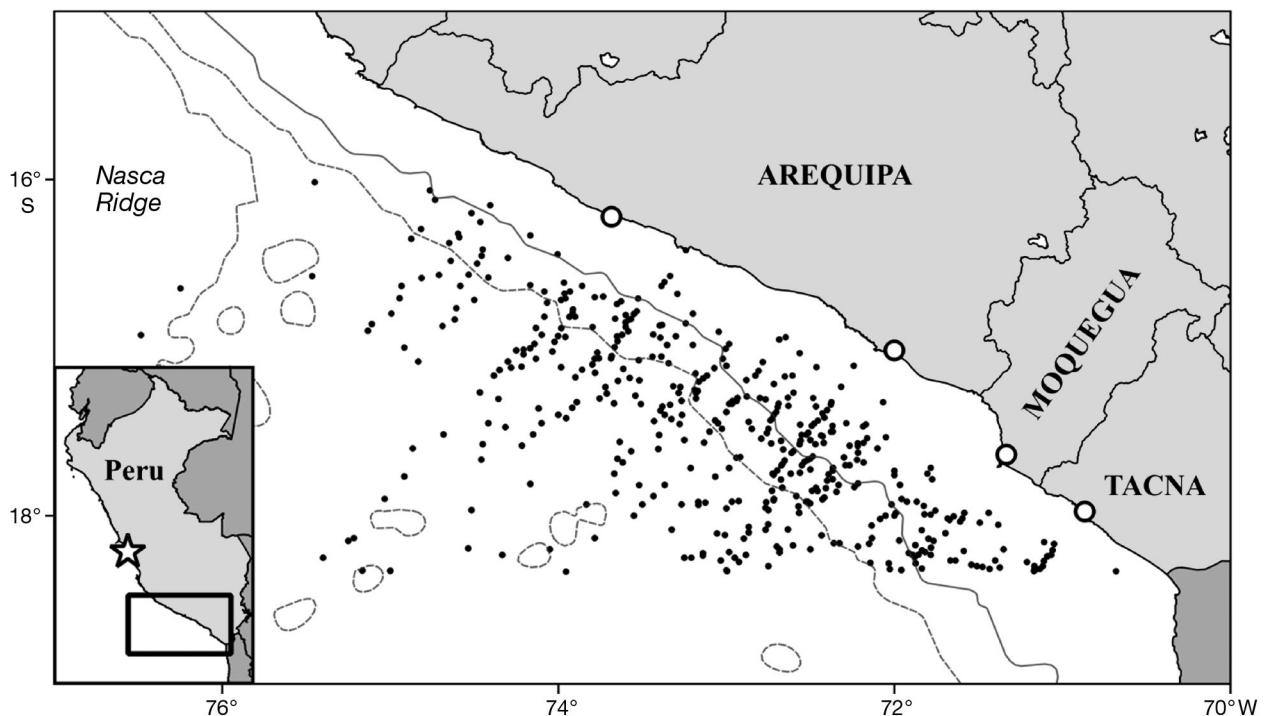 AREQUIPA
16°
S
Nasca
Ridge
MOQUEGUA
Peru
TACNA
18°
76°
74°
72°
70°W